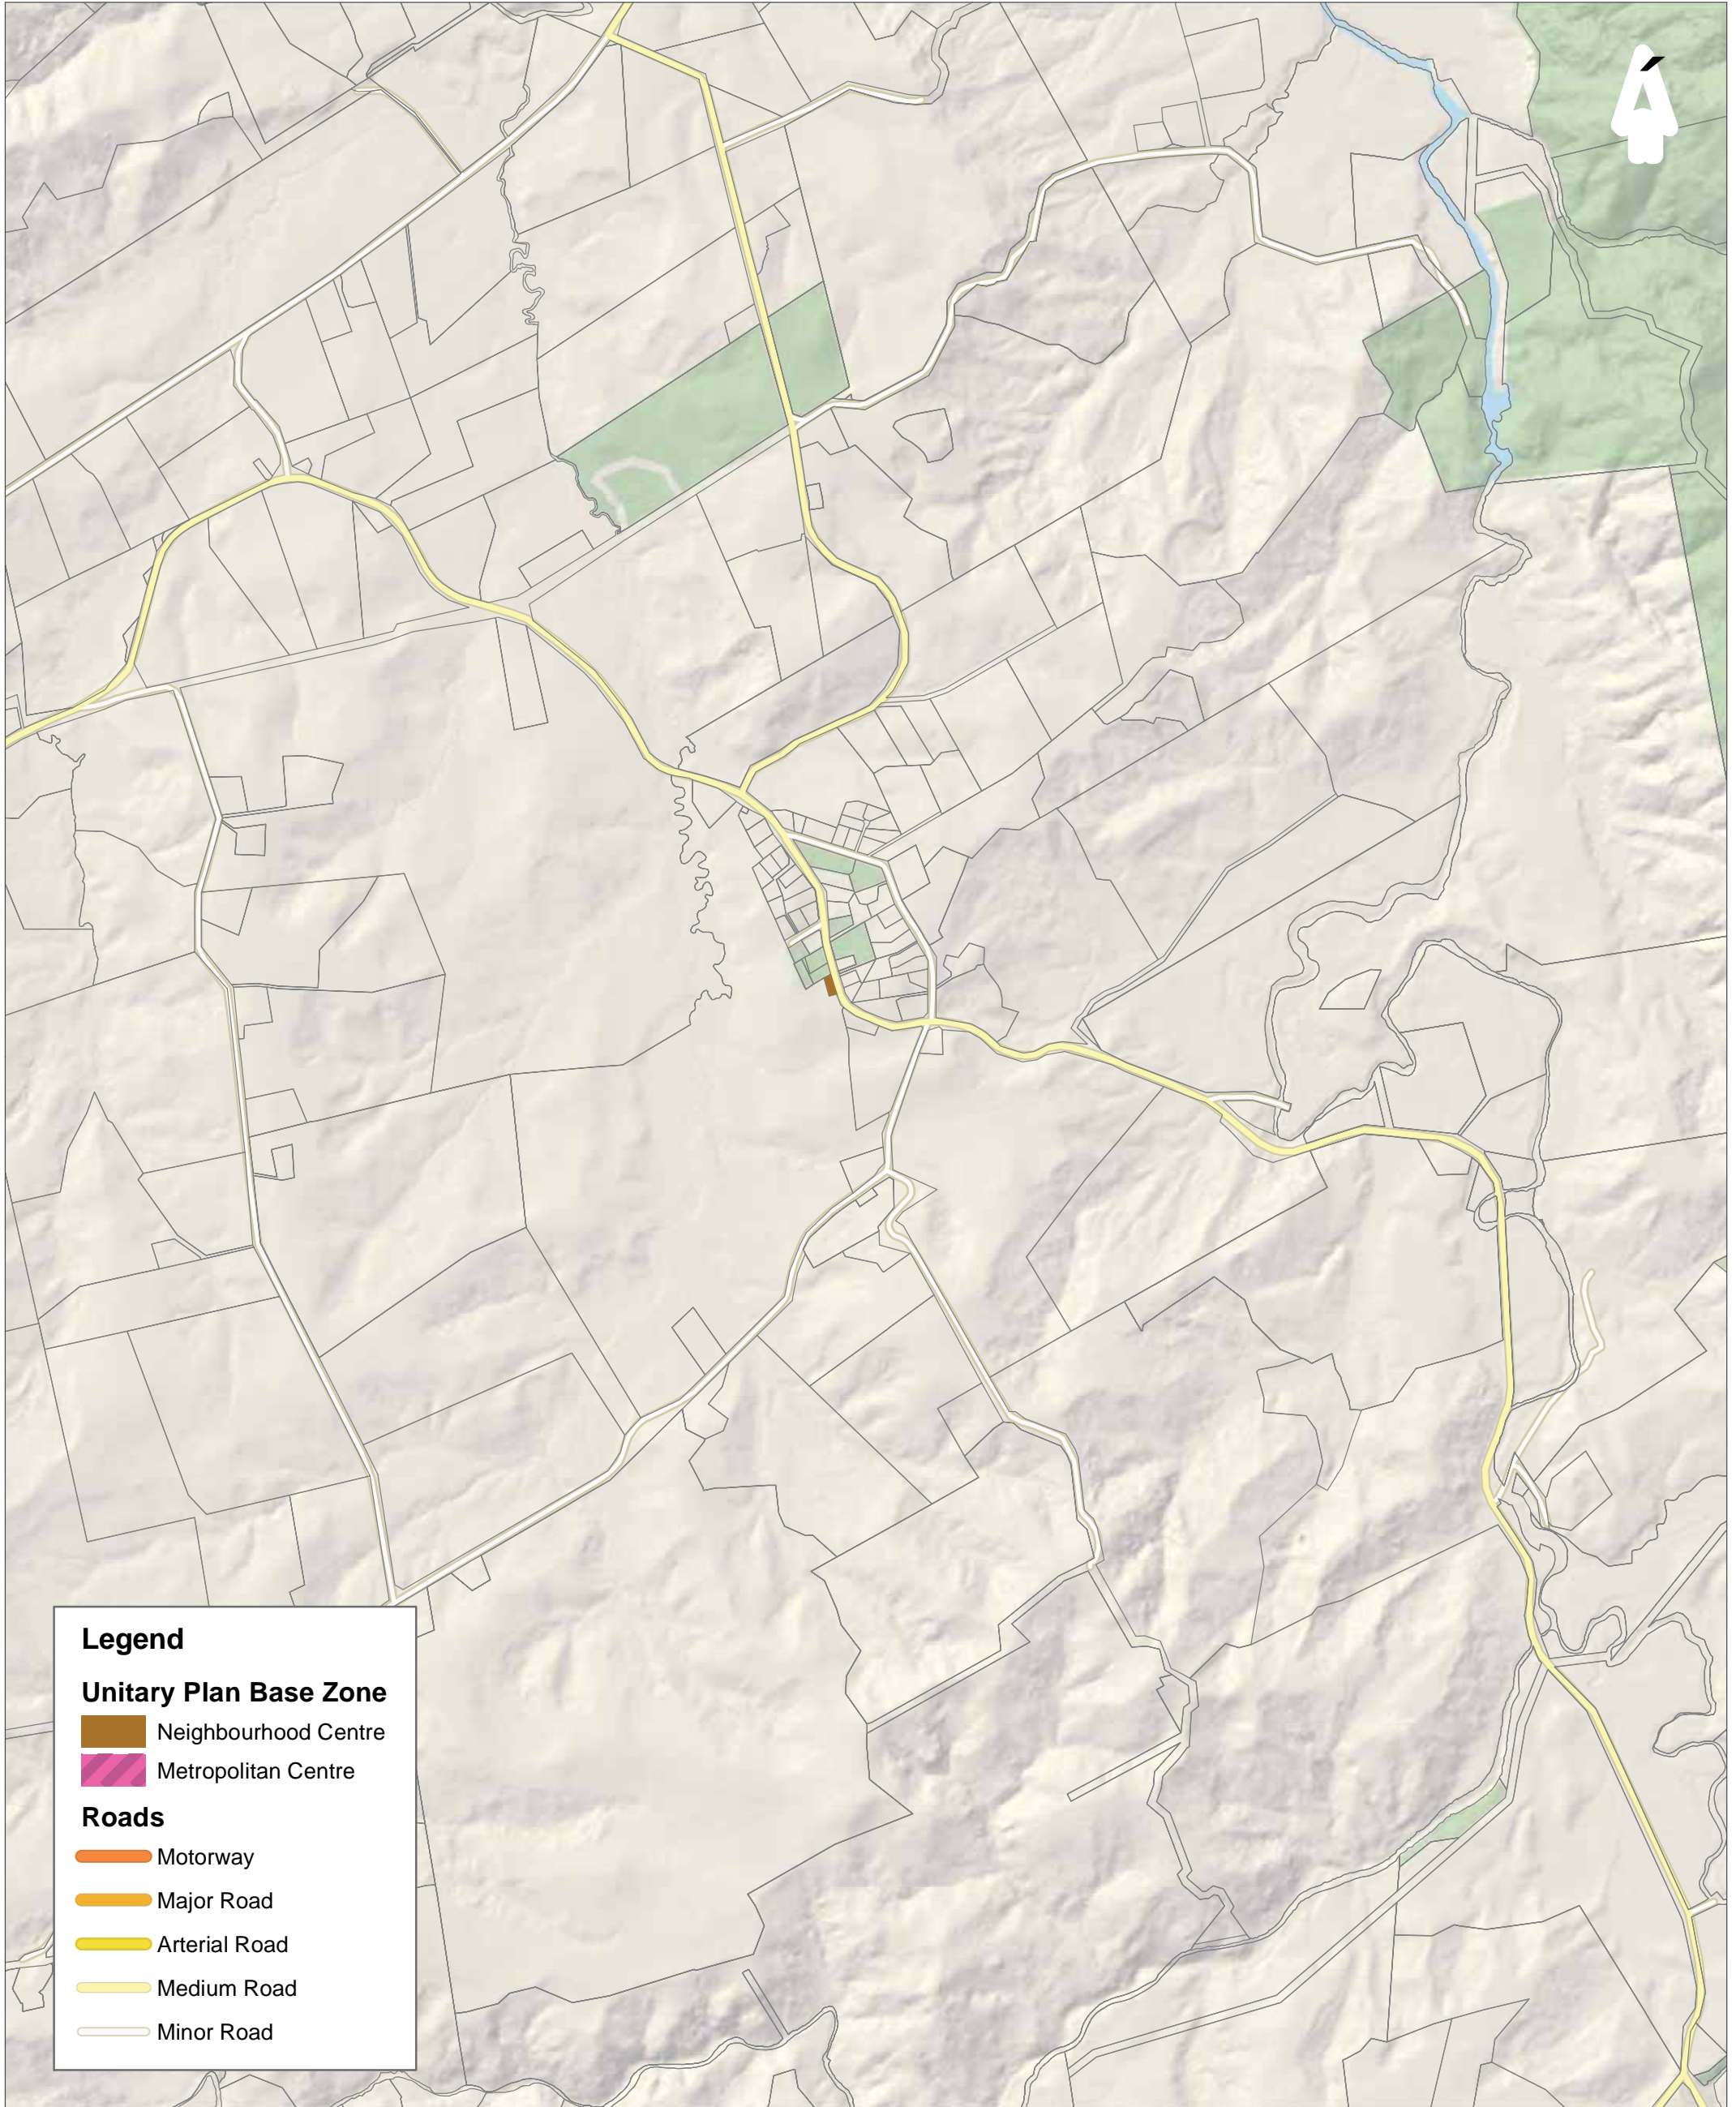 Legend
Unitary Plan Base Zone
Neighbourhood Centre
Metropolitan Centre
Roads
Motorway
Major Road
Arterial Road
Medium Road
Minor Road